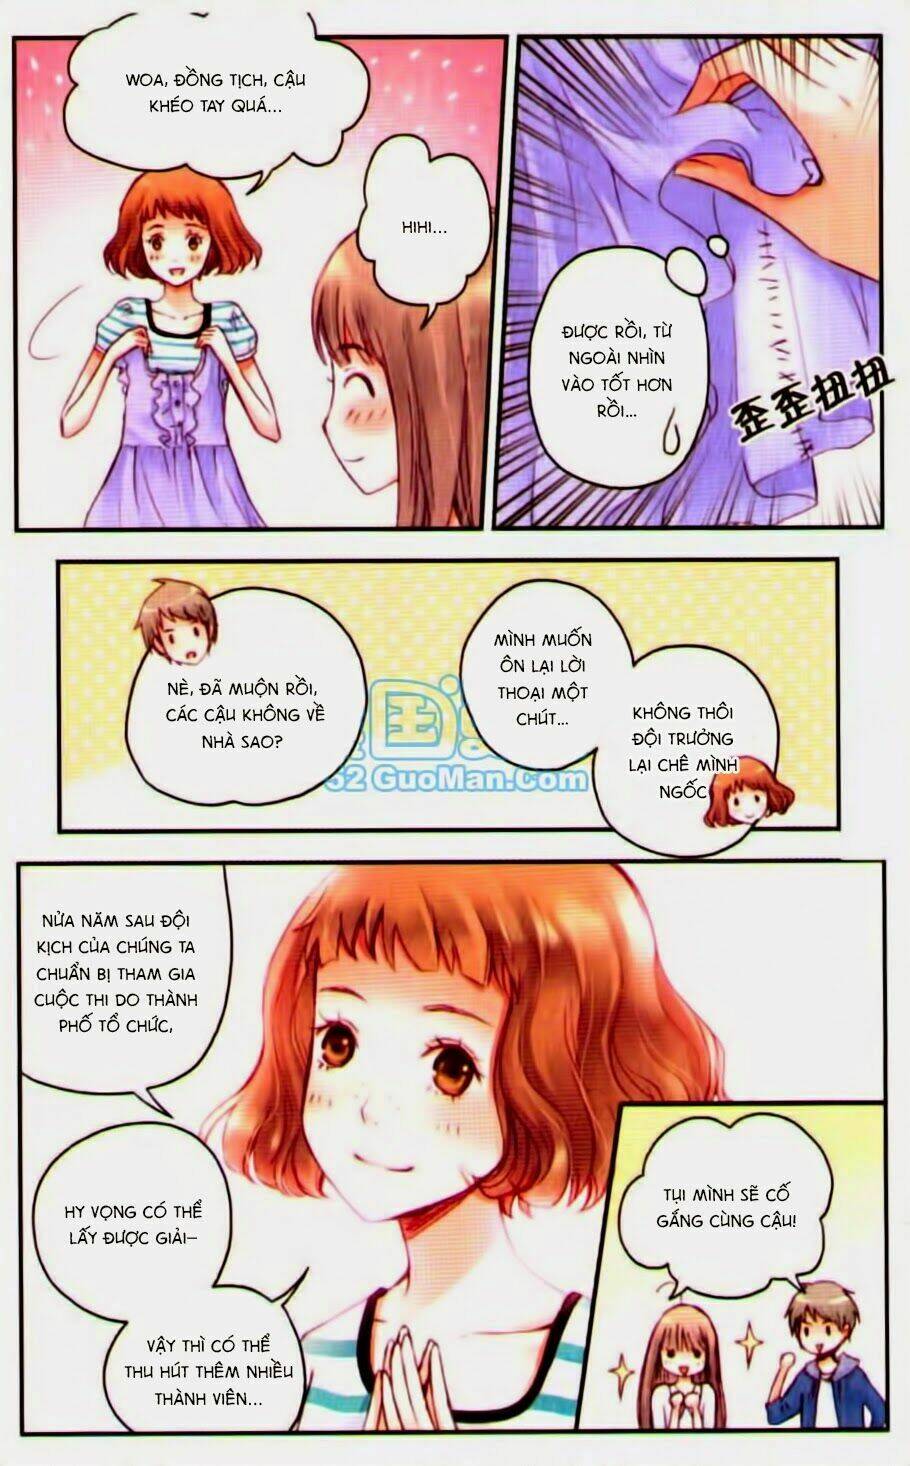 WOA, ĐỒNG TỊCH, CẬU
KHÉO TAY QUÁ...
HIHI...
ĐƯỢC RỒI, TỪ
NGOÀI NHÌN
VÀO TỐT HƠN
RỒI...
歪歪扭扭
NÈ, ĐÃ MUỘN RỒI,
CÁC CẬU KHÔNG VỀ
NHÀ SAO?
MÌNH MUỐN
ÔN LẠI LỜI
THOẠI MỘT
CHÚT...
KHÔNG THÔI
ĐỘI TRƯỞNG
LẠI CHÊ MÌNH
NGỐC
国
52 GuoMan.Com
NỬA NĂM SAU ĐỘI
KỊCH CỦA CHÚNG TA
CHUẨN BỊ THAM GIA
CUỘC THI DO THÀNH
PHỐ TỔ CHỨC,
HY VỌNG CÓ THỂ
LẤY ĐƯỢC GIẢI-
VẬY THÌ CÓ THỂ
THU HÚT THÊM NHIỀU
THÀNH VIÊN...
TỤI MÌNH SẼ CỐ
GẮNG CÙNG CẬU!